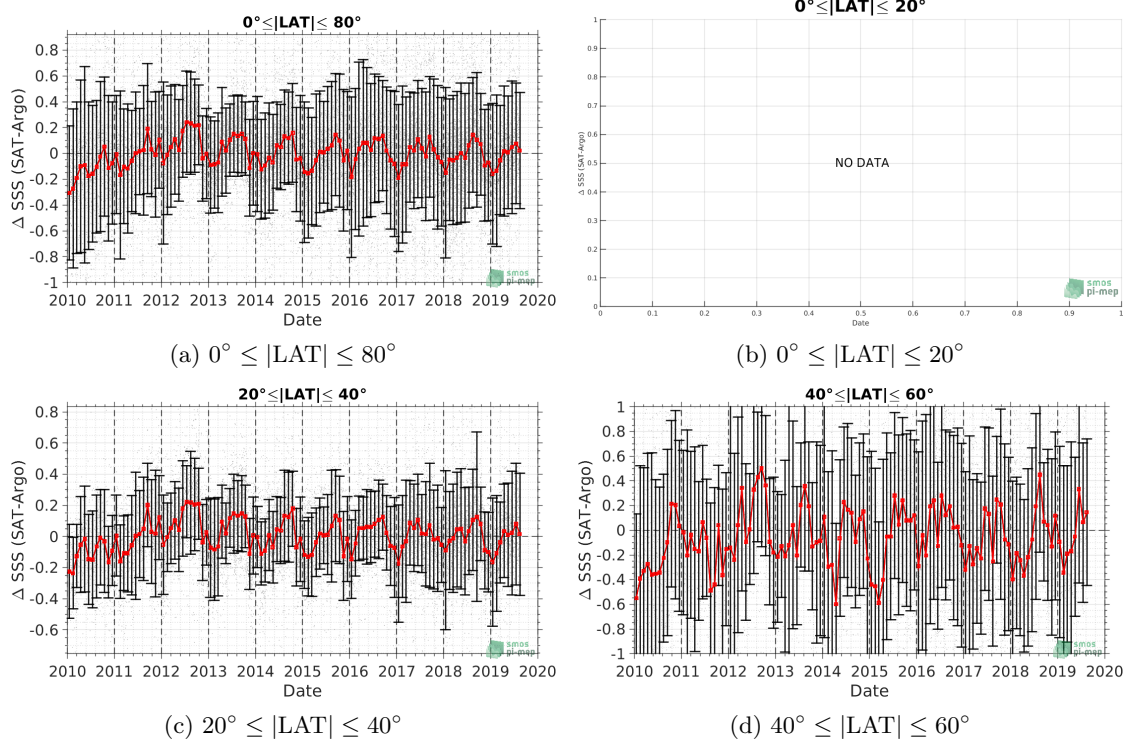 0°≤|LAT|≤ 80°
Δ SSS (SAT-Argo)
0.8
0.6
0.4
0.2
0
-0.2
-0.4
-0.6
-0.8
-1
2010 2011 2012 2013 2014 2015 2016 2017 2018 2019 2020
Date
smos
pi-mep
(a) 0° ≤ |LAT| ≤ 80°
0°≤|LAT|≤ 20°
Δ SSS (SAT-Argo)
1
0.9
0.8
0.7
0.6
0.5
0.4
0.3
0.2
0.1
0
NO DATA
0 0.1 0.2 0.3 0.4 0.5 0.6 0.7 0.8 0.9 1
Date
smos
pi-mep
(b) 0° ≤ |LAT| ≤ 20°
20°≤|LAT|≤ 40°
Δ SSS (SAT-Argo)
0.8
0.6
0.4
0.2
0
-0.2
-0.4
-0.6
2010 2011 2012 2013 2014 2015 2016 2017 2018 2019 2020
Date
smos
pi-mep
(c) 20° ≤ |LAT| ≤ 40°
40°≤|LAT|≤ 60°
Δ SSS (SAT-Argo)
1
0.8
0.6
0.4
0.2
0
-0.2
-0.4
-0.6
-0.8
-1
2010 2011 2012 2013 2014 2015 2016 2017 2018 2019 2020
Date
smos
pi-mep
(d) 40° ≤ |LAT| ≤ 60°